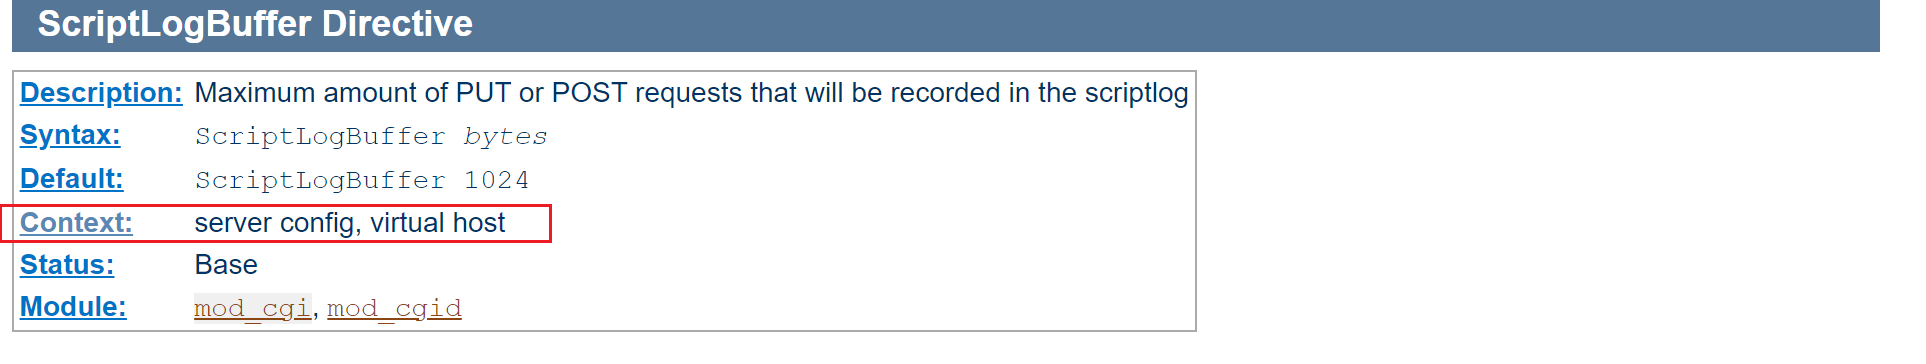 ScriptLogBuffer Directive
Description: Maximum amount of PUT or POST requests that will be recorded in the scriptlog
Syntax: ScriptLogBuffer bytes
Default: ScriptLogBuffer 1024
Context: server config, virtual host
Status: Base
Module: mod_cgi, mod_cgid